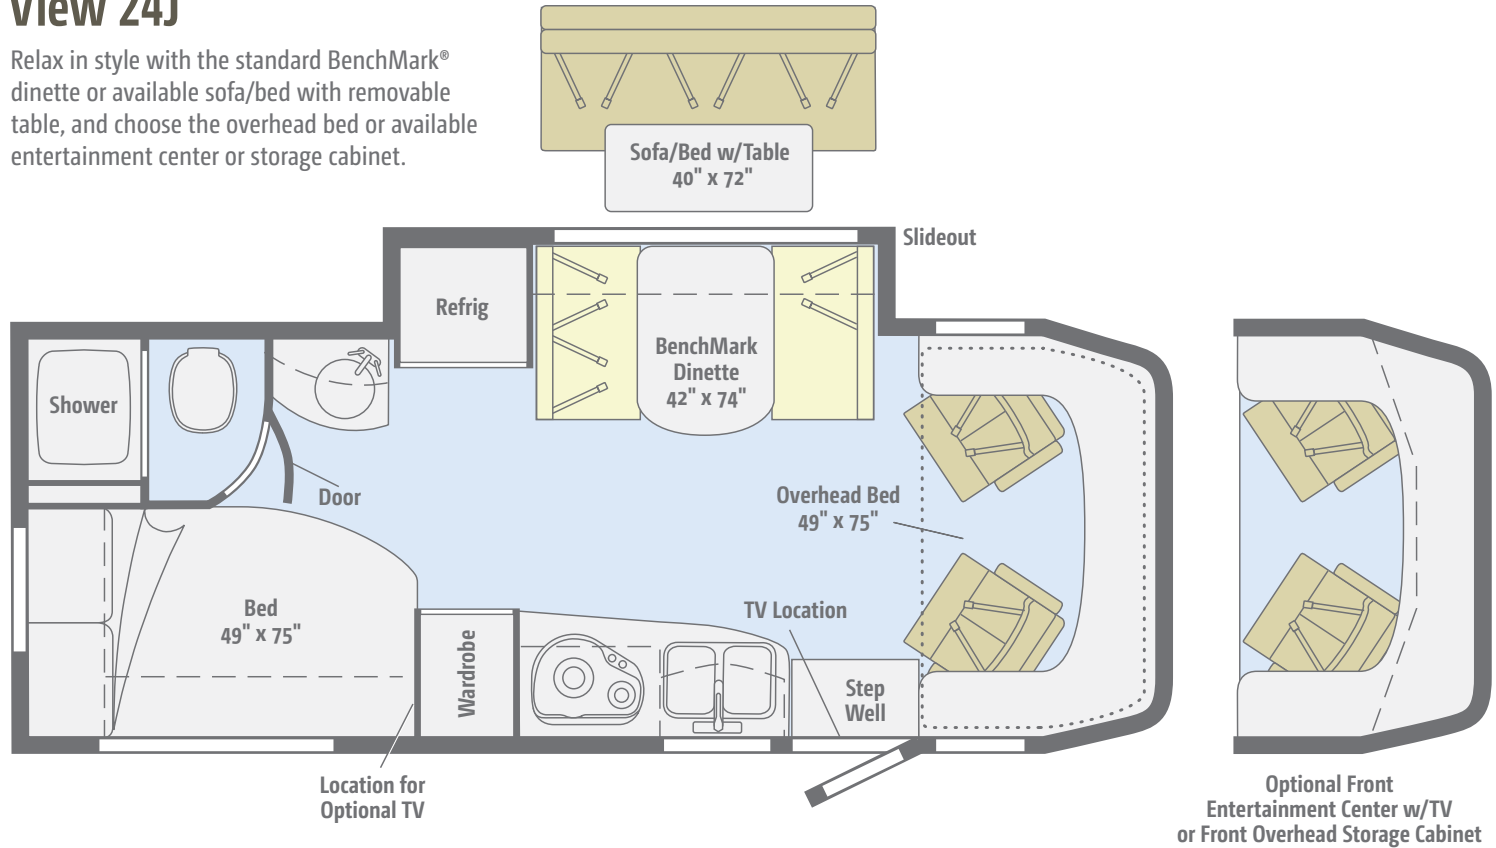 View 24J
Relax in style with the standard BenchMark®
dinette or available sofa/bed with removable
table, and choose the overhead bed or available
entertainment center or storage cabinet.
Sofa/Bed w/Table
40" x 72"
Slideout
Refrig
BenchMark
Dinette
42" x 74"
Shower
Door
Overhead Bed
49" x 75"
Bed
49" x 75"
TV Location
Wardrobe
Step
Well
Location for
Optional TV
Optional Front
Entertainment Center w/TV
or Front Overhead Storage Cabinet